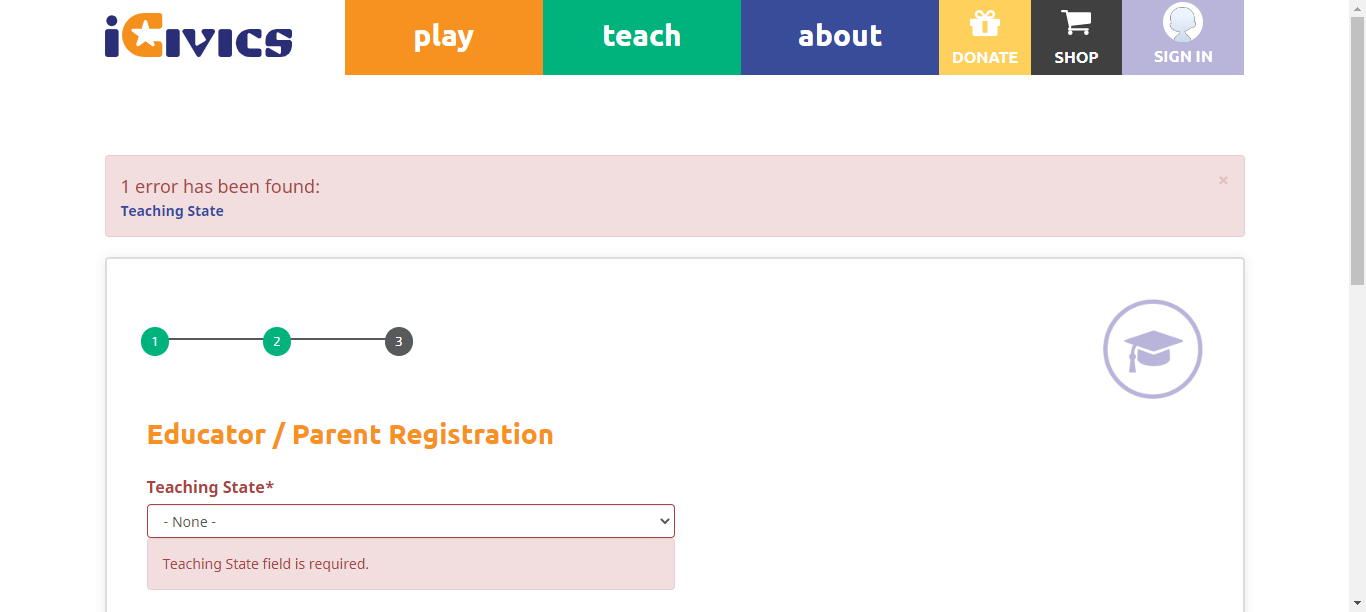 iCivics
play
teach
about
DONATE
SHOP
SIGN IN
1 error has been found:
×
Teaching State
1
2
3
Educator / Parent Registration
Teaching State*
- None -
Teaching State field is required.